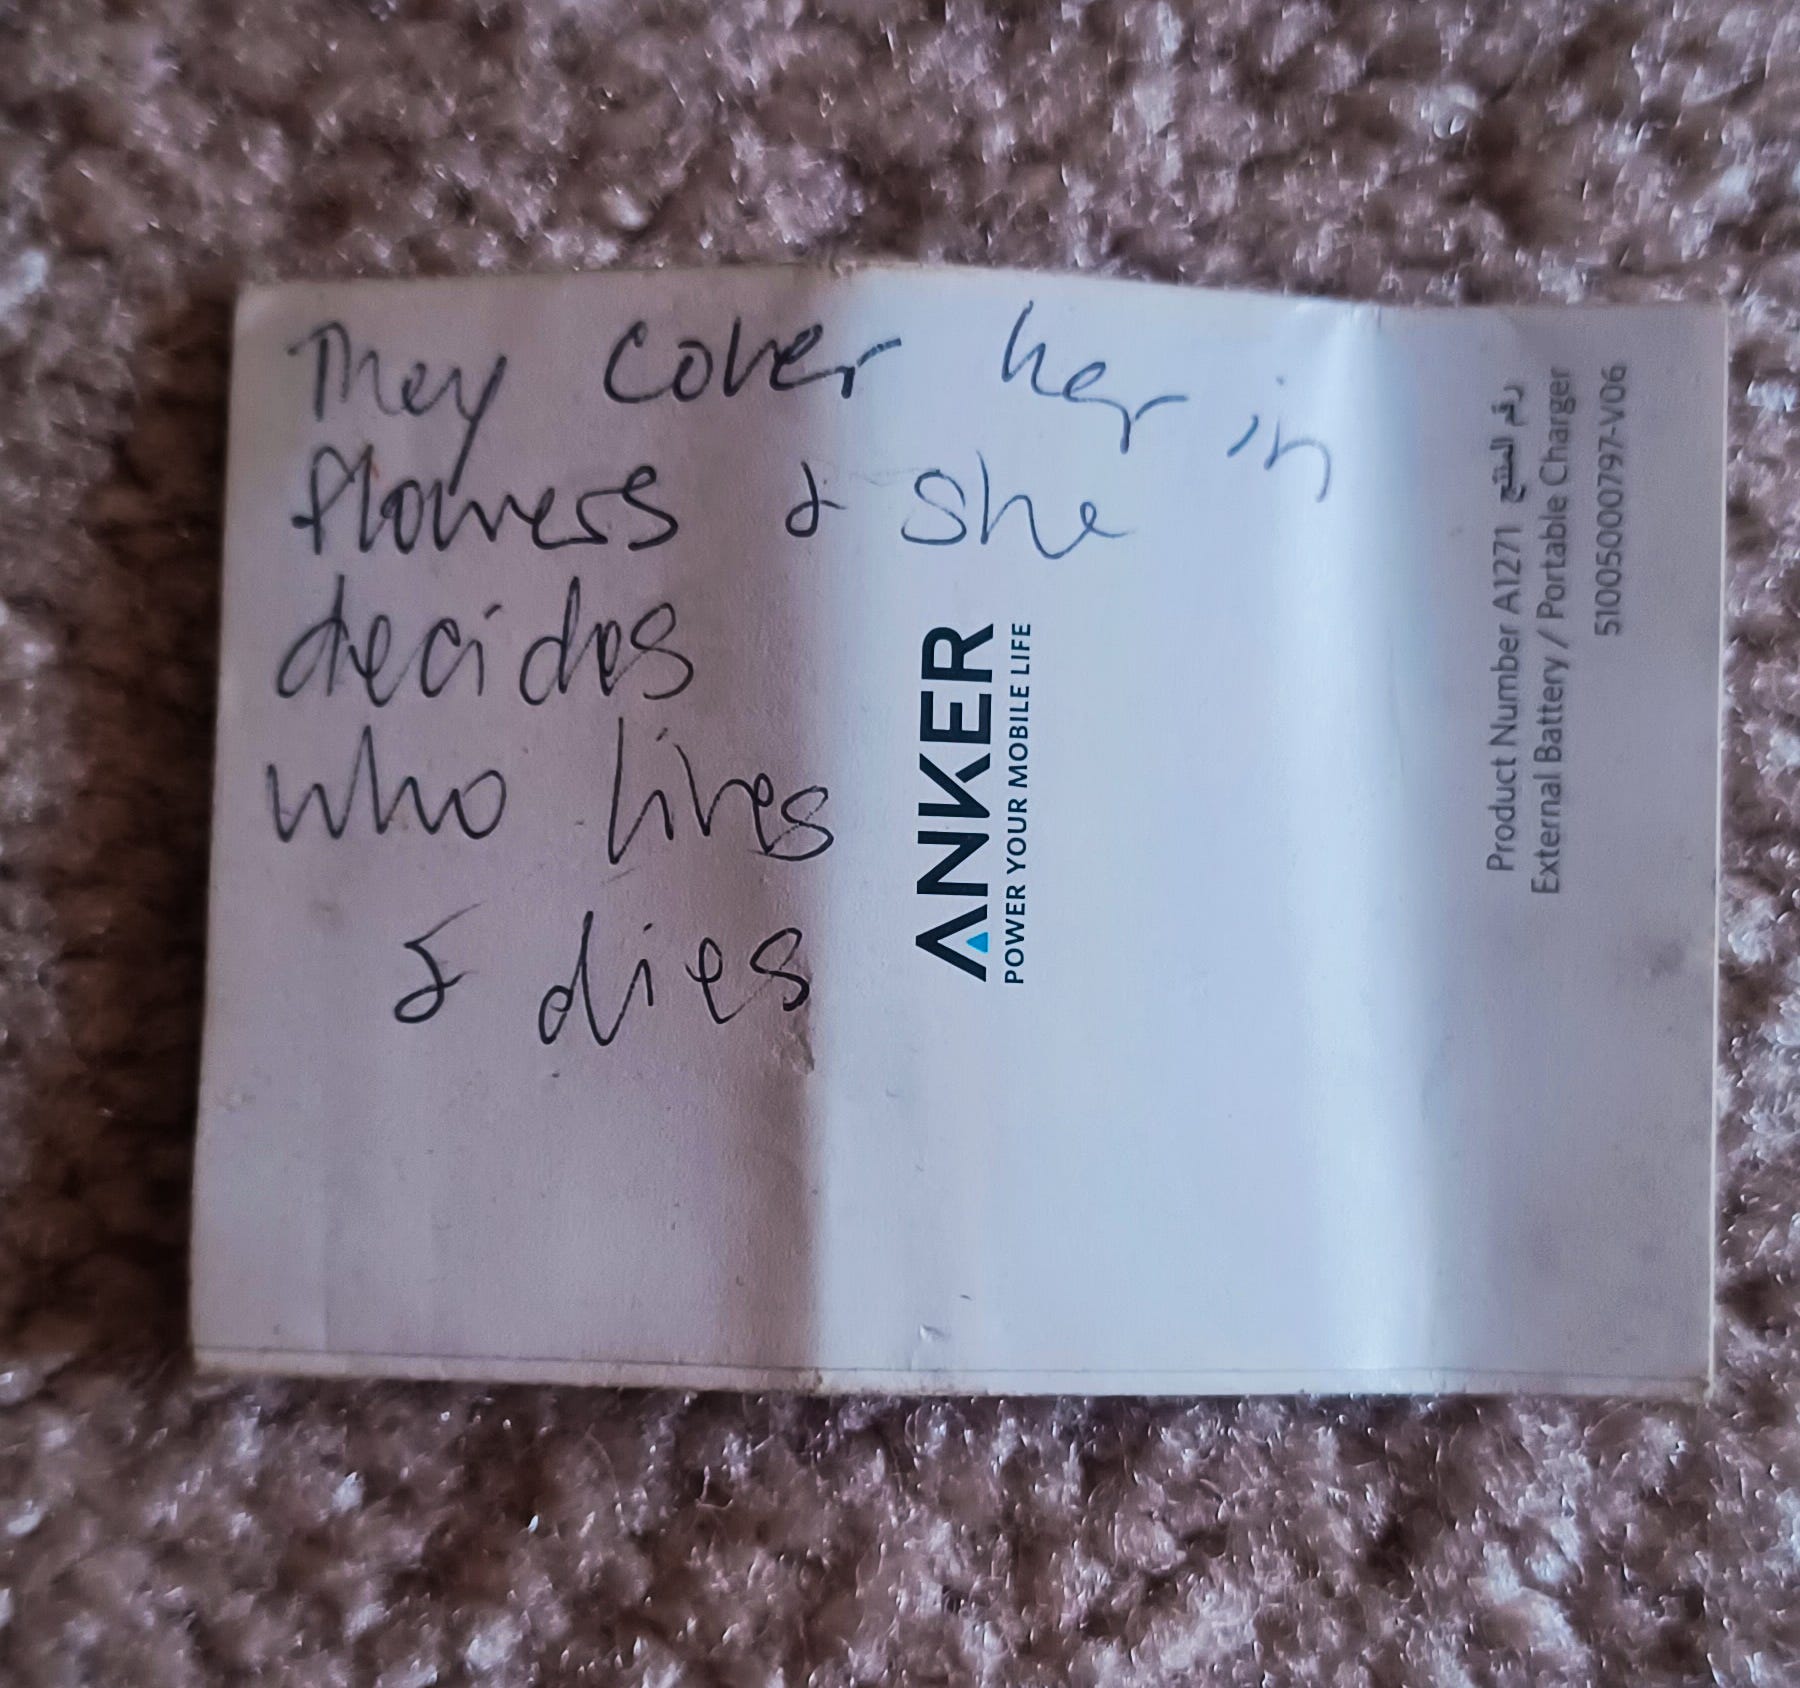 They cover her in
flowers & she
decides
who lives
& dies
ANKER
POWER YOUR MOBILE LIFE
Product Number A1271 رقم المنتج
External Battery / Portable Charger
51005000797-V06